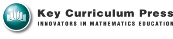 Key Curriculum Press
INNOVATORS IN MATHEMATICS EDUCATION